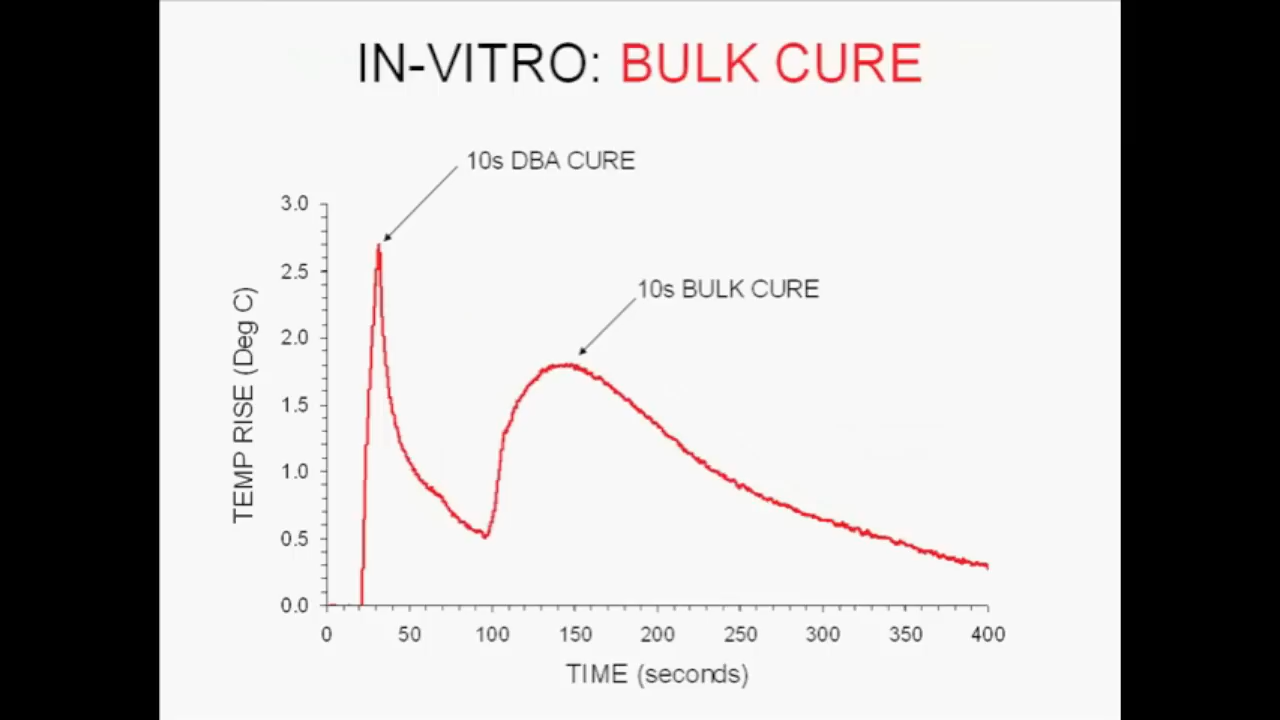 IN-VITRO: BULK CURE
10s DBA CURE
10s BULK CURE
TEMP RISE (Deg C)
3.0
2.5
2.0
1.5
1.0
0.5
0.0
0 50 100 150 200 250 300 350 400
TIME (seconds)